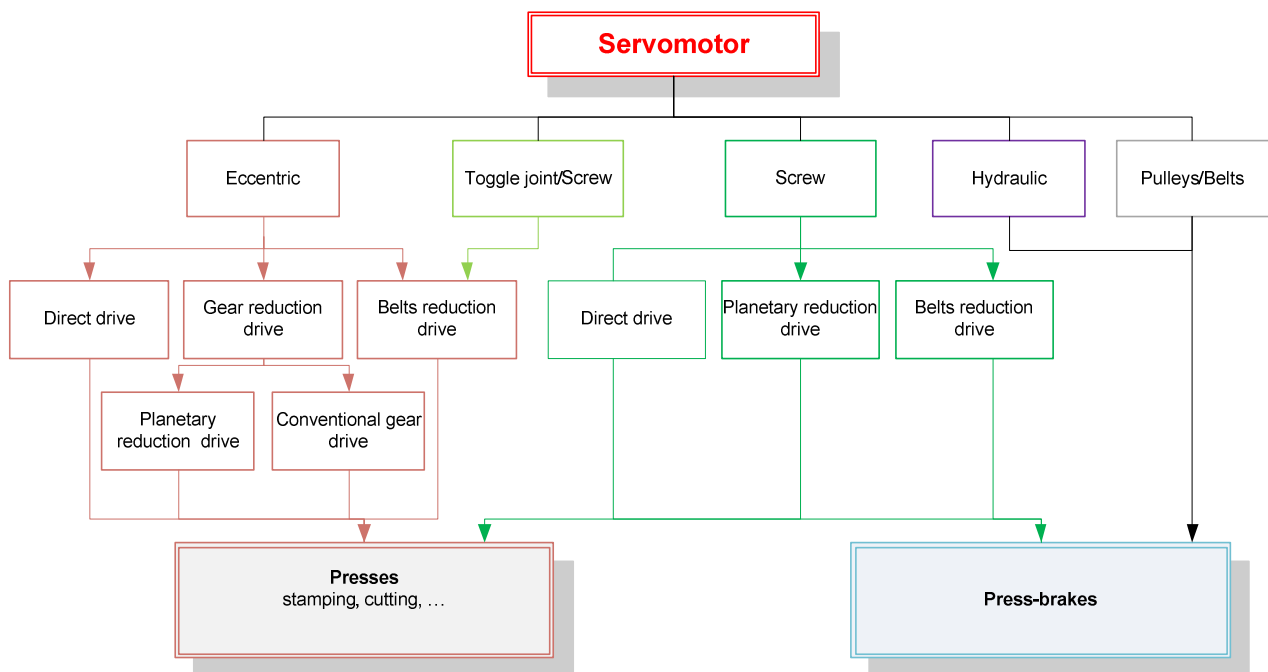 Servomotor
Eccentric
Toggle joint/Screw
Screw
Hydraulic
Pulleys/Belts
Direct drive
Gear reduction
drive
Belts reduction
drive
Direct drive
Planetary reduction
drive
Belts reduction
drive
Planetary
reduction drive
Conventional gear
drive
Presses
stamping, cutting, …
Press-brakes